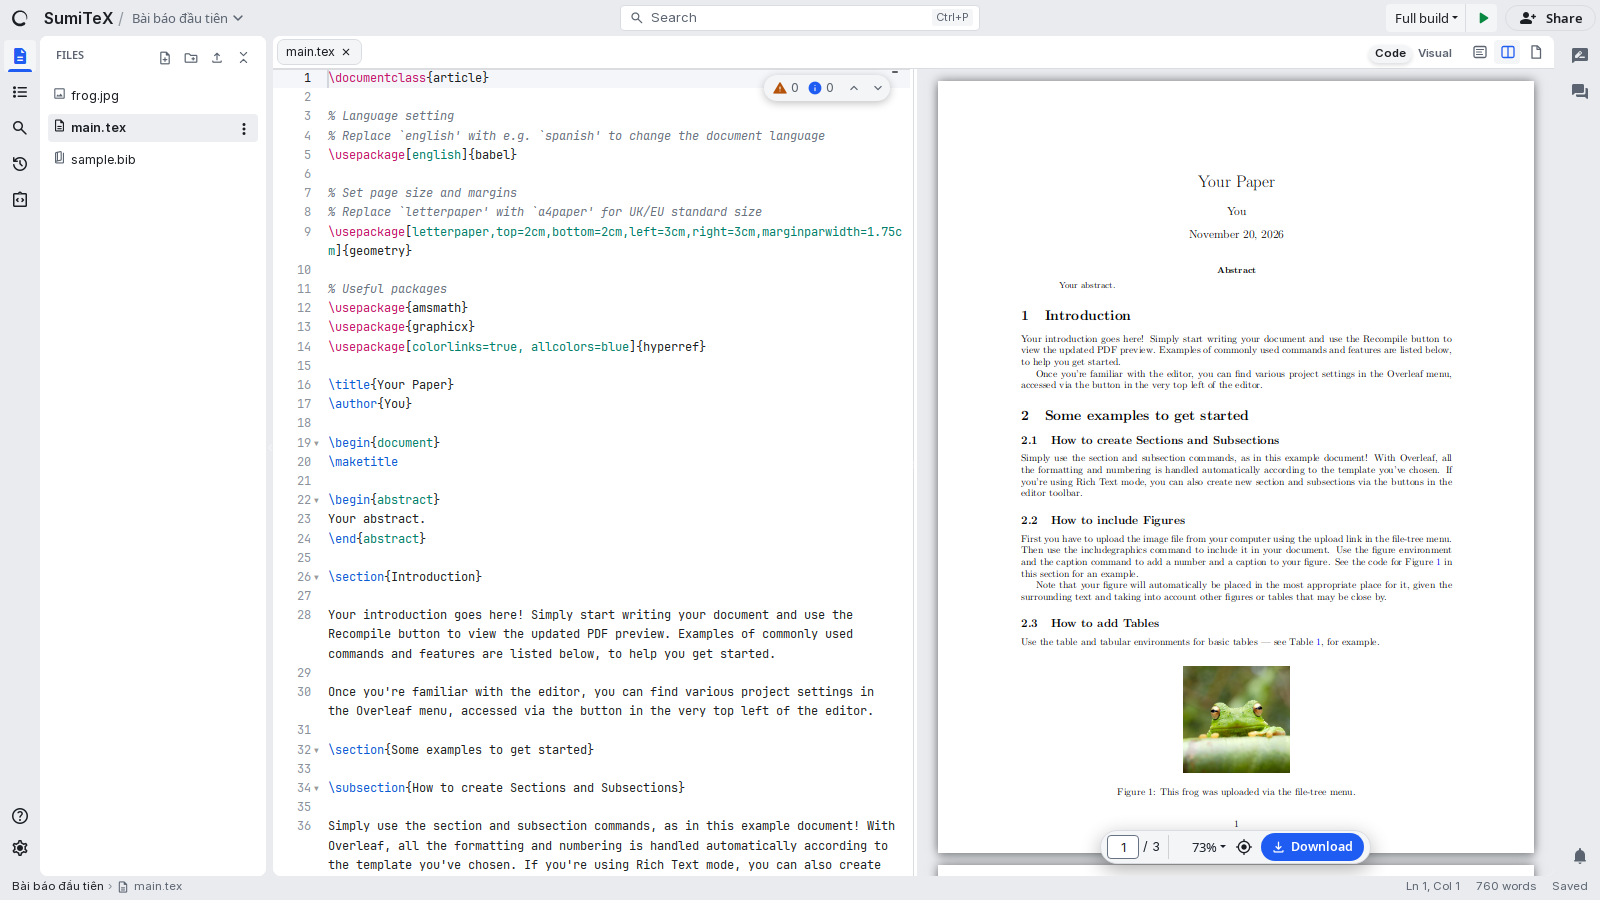 SumiTeX / Bài báo đầu tiên
Search Ctrl+P
Full build
Share
FILES
frog.jpg
main.tex
sample.bib
main.tex
Code Visual
0 0
1 \documentclass{article}
2
3 % Language setting
4 % Replace `english' with e.g. `spanish' to change the document language
5 \usepackage[english]{babel}
6
7 % Set page size and margins
8 % Replace `letterpaper' with `a4paper' for UK/EU standard size
9 \usepackage[letterpaper,top=2cm,bottom=2cm,left=3cm,right=3cm,marginparwidth=1.75c
m]{geometry}
10
11 % Useful packages
12 \usepackage{amsmath}
13 \usepackage{graphicx}
14 \usepackage[colorlinks=true, allcolors=blue]{hyperref}
15
16 \title{Your Paper}
17 \author{You}
18
19 \begin{document}
20 \maketitle
21
22 \begin{abstract}
23 Your abstract.
24 \end{abstract}
25
26 \section{Introduction}
27
28 Your introduction goes here! Simply start writing your document and use the
Recompile button to view the updated PDF preview. Examples of commonly used
commands and features are listed below, to help you get started.
29
30 Once you're familiar with the editor, you can find various project settings in
the Overleaf menu, accessed via the button in the very top left of the editor.
31
32 \section{Some examples to get started}
33
34 \subsection{How to create Sections and Subsections}
35
36 Simply use the section and subsection commands, as in this example document! With
Overleaf, all the formatting and numbering is handled automatically according to
the template you've chosen. If you're using Rich Text mode, you can also create
Your Paper
You
November 20, 2026
Abstract
Your abstract.
1 Introduction
Your introduction goes here! Simply start writing your document and use the Recompile button to
view the updated PDF preview. Examples of commonly used commands and features are listed below,
to help you get started.
Once you're familiar with the editor, you can find various project settings in the Overleaf menu,
accessed via the button in the very top left of the editor.
2 Some examples to get started
2.1 How to create Sections and Subsections
Simply use the section and subsection commands, as in this example document! With Overleaf, all
the formatting and numbering is handled automatically according to the template you've chosen. If
you're using Rich Text mode, you can also create new section and subsections via the buttons in the
editor toolbar.
2.2 How to include Figures
First you have to upload the image file from your computer using the upload link in the file-tree menu.
Then use the includegraphics command to include it in your document. Use the figure environment
and the caption command to add a number and a caption to your figure. See the code for Figure 1 in
this section for an example.
Note that your figure will automatically be placed in the most appropriate place for it, given the
surrounding text and taking into account other figures or tables that may be close by.
2.3 How to add Tables
Use the table and tabular environments for basic tables — see Table 1, for example.
Figure 1: This frog was uploaded via the file-tree menu.
1
1 / 3 73% Download
Bài báo đầu tiên › main.tex
Ln 1, Col 1 760 words Saved